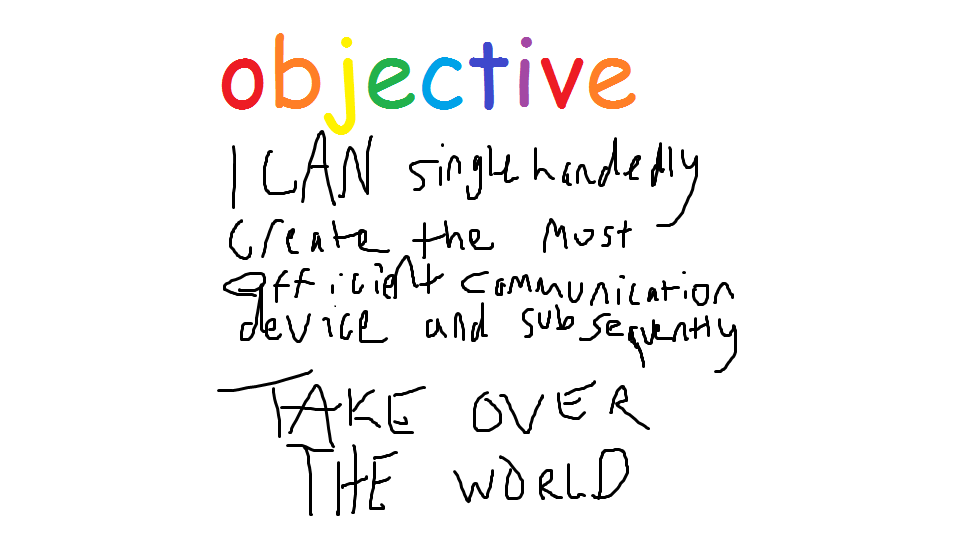 objective
I CAN singlehandedly
create the most
efficient communication
device and subsequently
TAKE OVER
THE WORLD